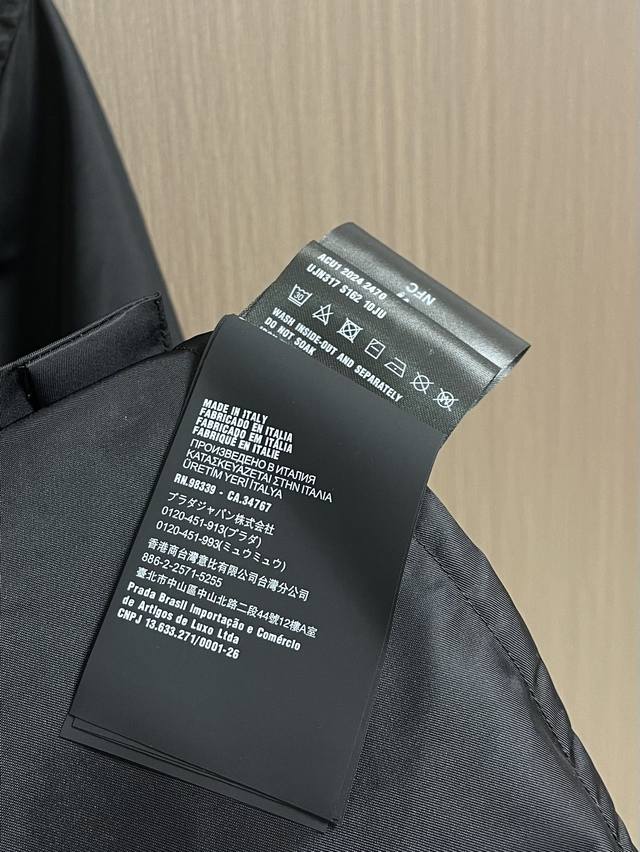 NFC
ACU1 2024 2470
UJN317 S162 10JU
30
WASH INSIDE-OUT AND SEPARATELY
DO NOT SOAK
MADE IN ITALY
FABRICADO EN ITALIA
FABRICADO EM ITALIA
FABRIQUÉ EN ITALIE
ПРОИЗВЕДЕНО В ИТАЛИЯ
ΚΑΤΑΣΚΕΥΑΖΕΤΑΙ ΣΤΗΝ ΙΤΑΛΙΑ
ÜRETİM YERİ İTALYA
RN.98339 - CA.34767
プラダジャパン株式会社
0120-451-913(プラダ)
0120-451-993(ミュウミュウ)
香港商台灣意比有限公司台灣分公司
886-2-2571-5255
臺北市中山區中山北路二段44號12樓A室
Prada Brasil Importação e Comércio
de Artigos de Luxo Ltda
CNPJ 13.633.271/0001-26